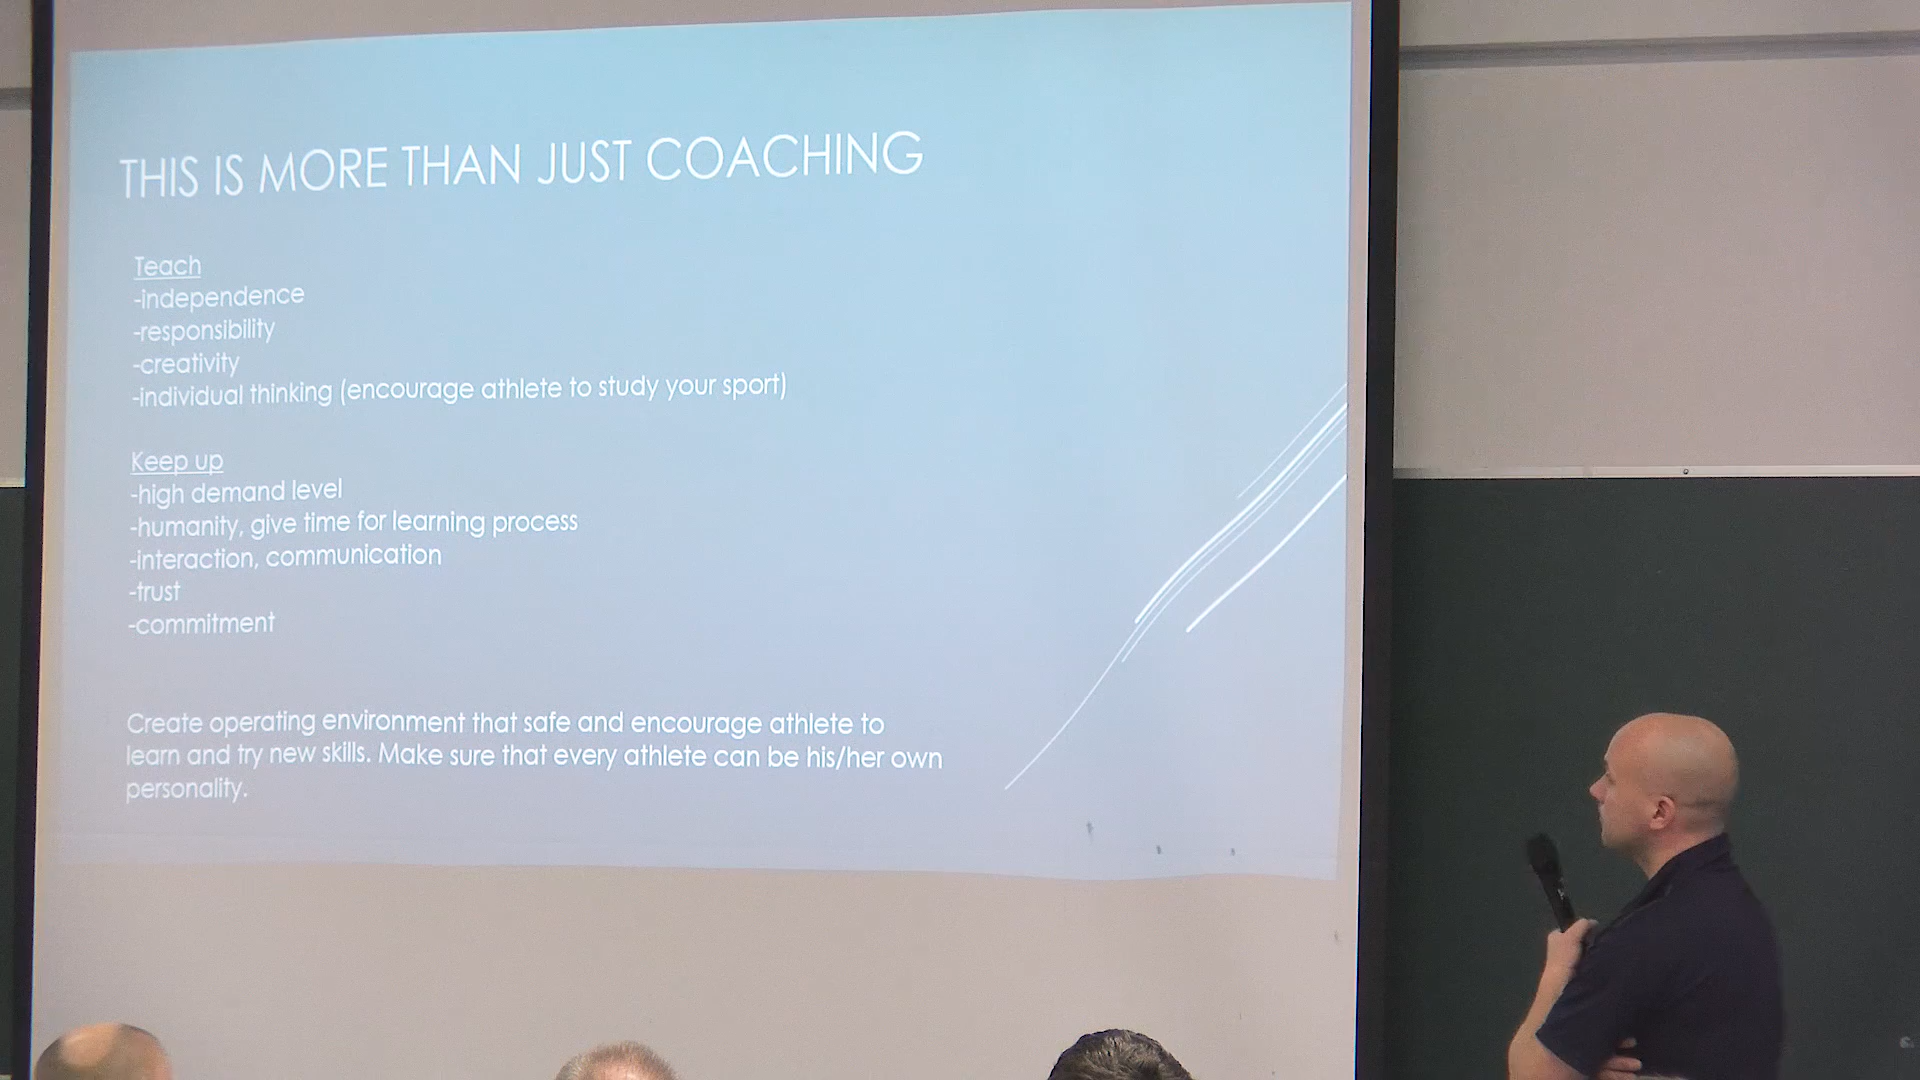 THIS IS MORE THAN JUST COACHING
Teach
-independence
-responsibility
-creativity
-individual thinking (encourage athlete to study your sport)
Keep up
-high demand level
-humanity, give time for learning process
-interaction, communication
-trust
-commitment
Create operating environment that safe and encourage athlete to
learn and try new skills. Make sure that every athlete can be his/her own
personality.